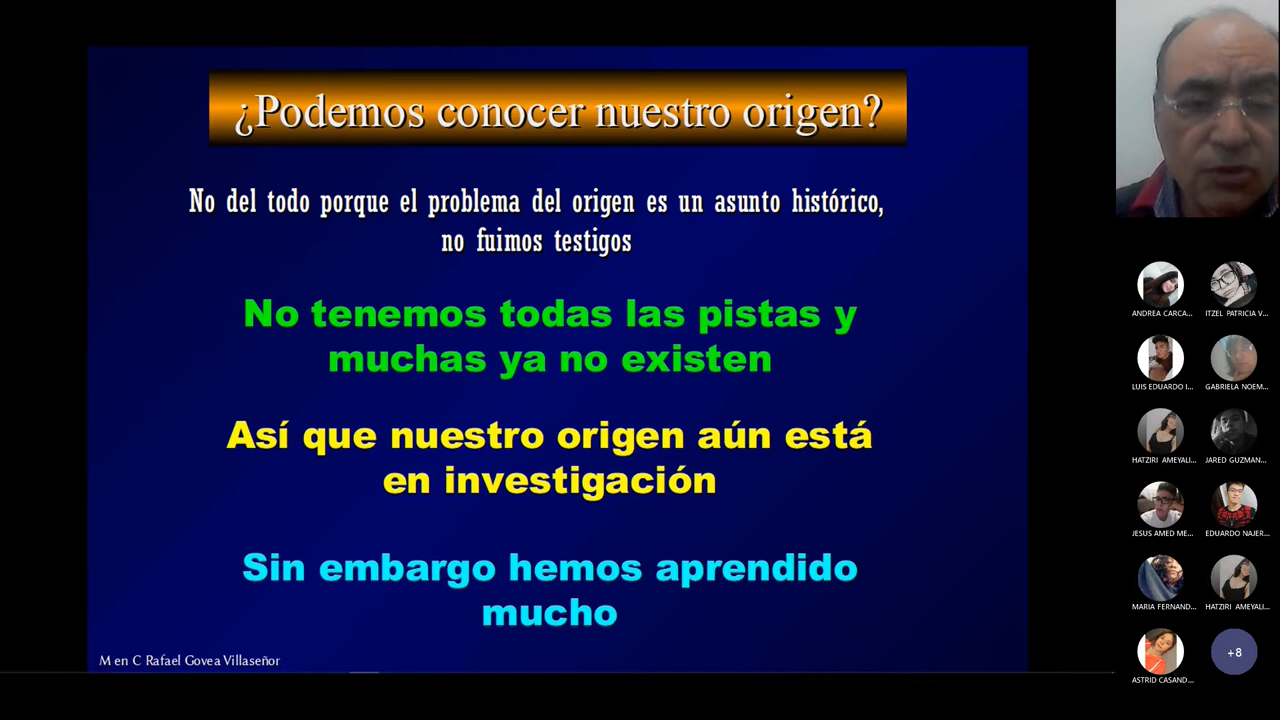 ¿Podemos conocer nuestro origen?
No del todo porque el problema del origen es un asunto histórico,
no fuimos testigos
No tenemos todas las pistas y
muchas ya no existen
Así que nuestro origen aún está
en investigación
Sin embargo hemos aprendido
mucho
M en C Rafael Govea Villaseñor
ANDREA CARCA...
ITZEL PATRICIA V...
LUIS EDUARDO I...
GABRIELA NOEM...
HATZIRI AMEYALI...
JARED GUZMAN...
JESUS AMED ME...
EDUARDO NAJER...
MARIA FERNAND...
HATZIRI AMEYALI...
ASTRID CASAND...
+8